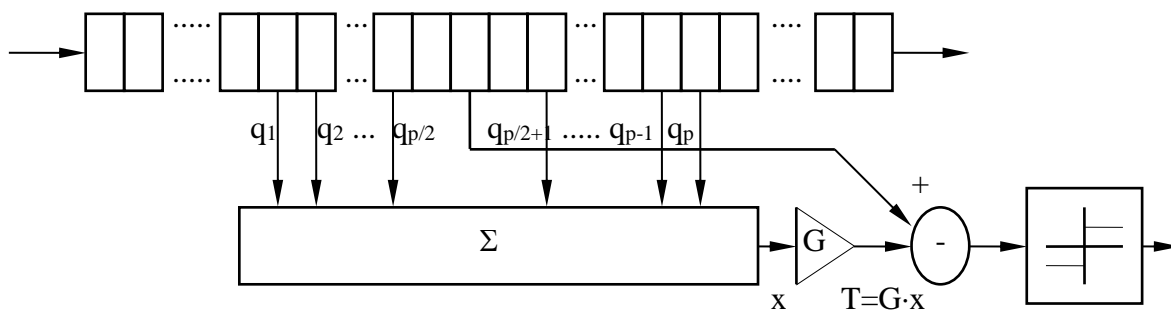 ..... ... ... ....
..... ... ... ....
q1 q2 ... qp/2 qp/2+1 ..... qp-1 qp
+
Σ G -
x T=G·x